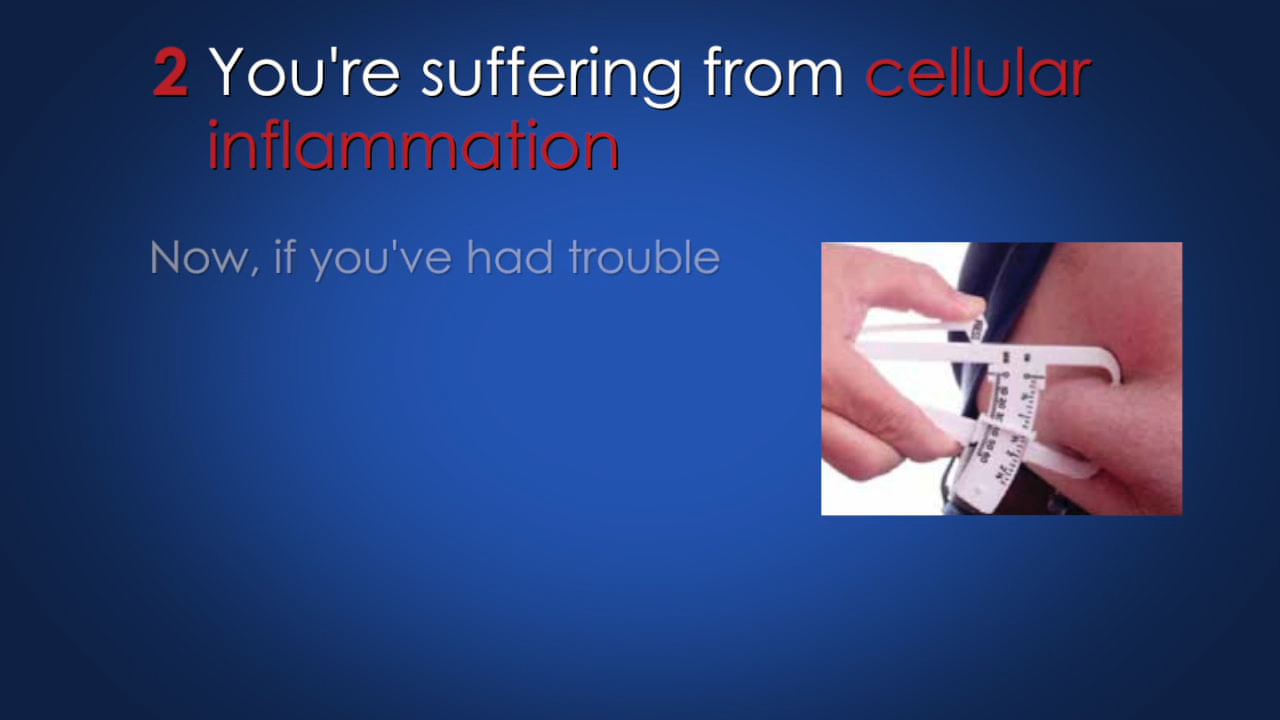 2 You're suffering from cellular
inflammation
Now, if you've had trouble